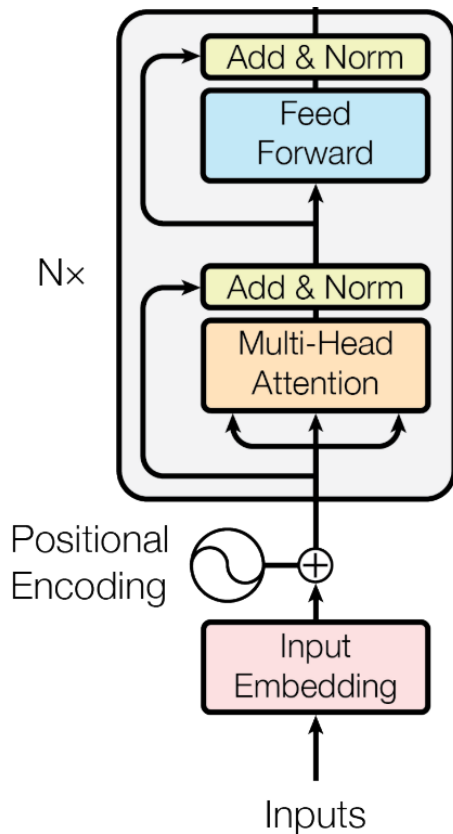 Add & Norm
Feed
Forward
N×
Add & Norm
Multi-Head
Attention
Positional
Encoding
Input
Embedding
Inputs